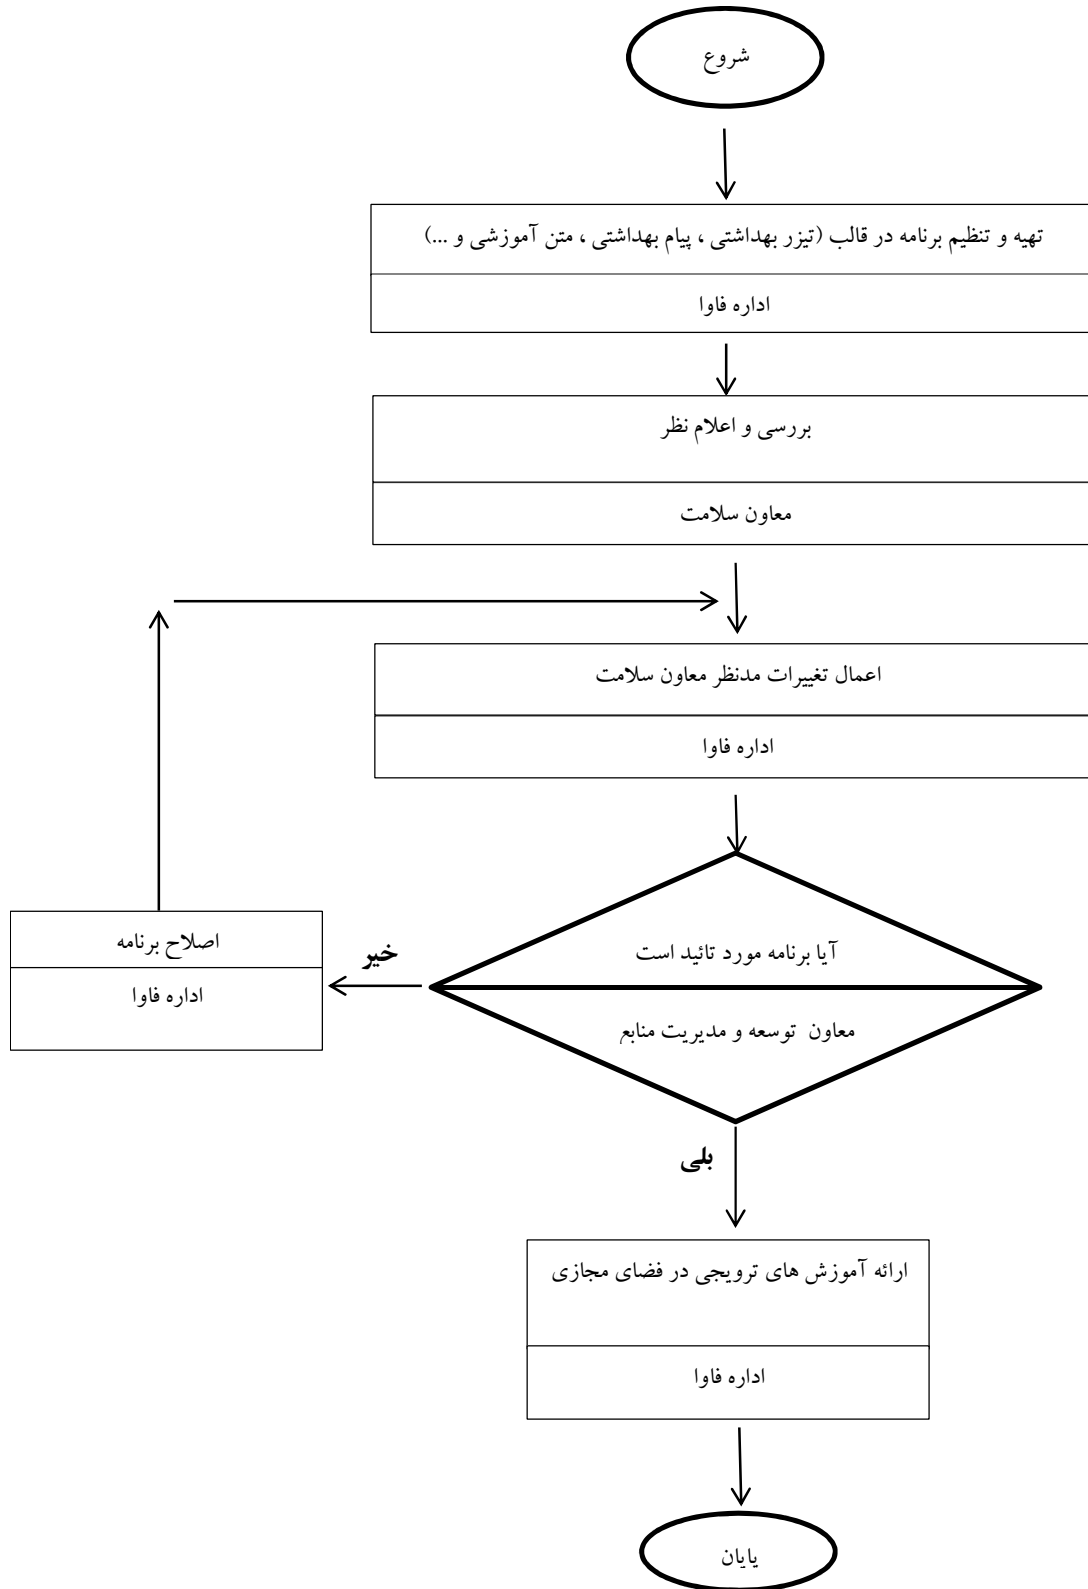 شروع
تهیه و تنظیم برنامه در قالب (تیزر بهداشتی ، پیام بهداشتی ، متن آموزشی و ...)
اداره فاوا
بررسی و اعلام نظر
معاون سلامت
اعمال تغییرات مدنظر معاون سلامت
اداره فاوا
آیا برنامه مورد تائید است
معاون توسعه و مدیریت منابع
خیر
اصلاح برنامه
اداره فاوا
بلی
ارائه آموزش های ترویجی در فضای مجازی
اداره فاوا
پایان